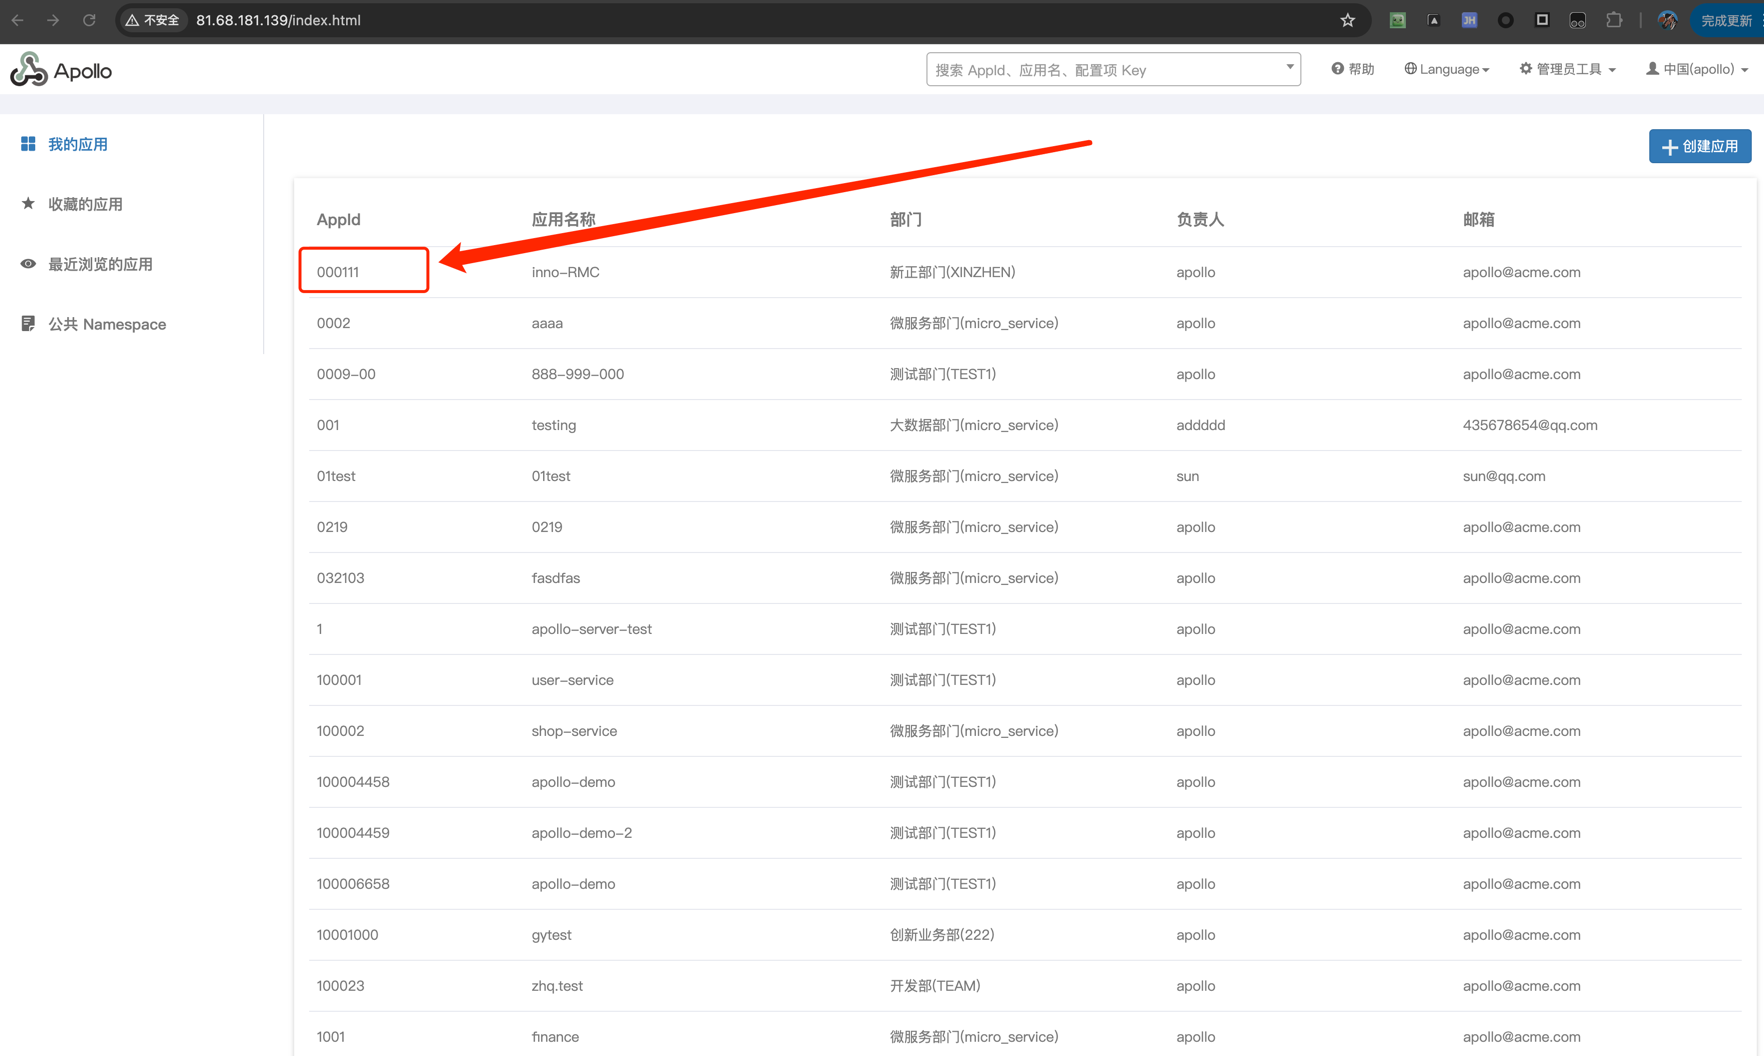 不安全 81.68.181.139/index.html JH 完成更新
Apollo 搜索 AppId、应用名、配置项 Key 帮助 Language 管理员工具 中国(apollo)
我的应用
收藏的应用
最近浏览的应用
公共 Namespace
创建应用
AppId 应用名称 部门 负责人 邮箱
000111 inno-RMC 新正部门(XINZHEN) apollo apollo@acme.com
0002 aaaa 微服务部门(micro_service) apollo apollo@acme.com
0009-00 888-999-000 测试部门(TEST1) apollo apollo@acme.com
001 testing 大数据部门(micro_service) addddd 435678654@qq.com
01test 01test 微服务部门(micro_service) sun sun@qq.com
0219 0219 微服务部门(micro_service) apollo apollo@acme.com
032103 fasdfas 微服务部门(micro_service) apollo apollo@acme.com
1 apollo-server-test 测试部门(TEST1) apollo apollo@acme.com
100001 user-service 测试部门(TEST1) apollo apollo@acme.com
100002 shop-service 微服务部门(micro_service) apollo apollo@acme.com
100004458 apollo-demo 测试部门(TEST1) apollo apollo@acme.com
100004459 apollo-demo-2 测试部门(TEST1) apollo apollo@acme.com
100006658 apollo-demo 测试部门(TEST1) apollo apollo@acme.com
10001000 gytest 创新业务部(222) apollo apollo@acme.com
100023 zhq.test 开发部(TEAM) apollo apollo@acme.com
1001 finance 微服务部门(micro_service) apollo apollo@acme.com